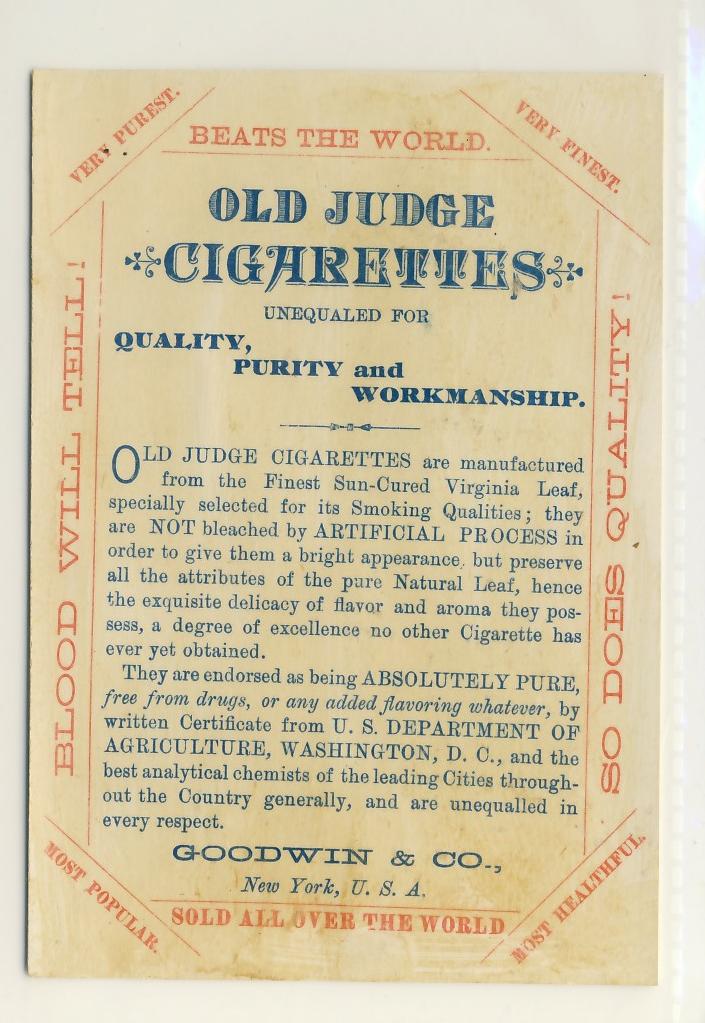 VERY PUREST.
BEATS THE WORLD.
VERY FINEST.
BLOOD WILL TELL!
OLD JUDGE
CIGARETTES
UNEQUALED FOR
QUALITY,
PURITY and
WORKMANSHIP.
OLD JUDGE CIGARETTES are manufactured
from the Finest Sun-Cured Virginia Leaf,
specially selected for its Smoking Qualities; they
are NOT bleached by ARTIFICIAL PROCESS in
order to give them a bright appearance, but preserve
all the attributes of the pure Natural Leaf, hence
the exquisite delicacy of flavor and aroma they pos-
sess, a degree of excellence no other Cigarette has
ever yet obtained.
They are endorsed as being ABSOLUTELY PURE,
free from drugs, or any added flavoring whatever, by
written Certificate from U. S. DEPARTMENT OF
AGRICULTURE, WASHINGTON, D. C., and the
best analytical chemists of the leading Cities through-
out the Country generally, and are unequalled in
every respect.
GOODWIN & CO.,
New York, U. S. A.
SO DOES QUALITY!
MOST POPULAR.
SOLD ALL OVER THE WORLD
MOST HEALTHFUL.